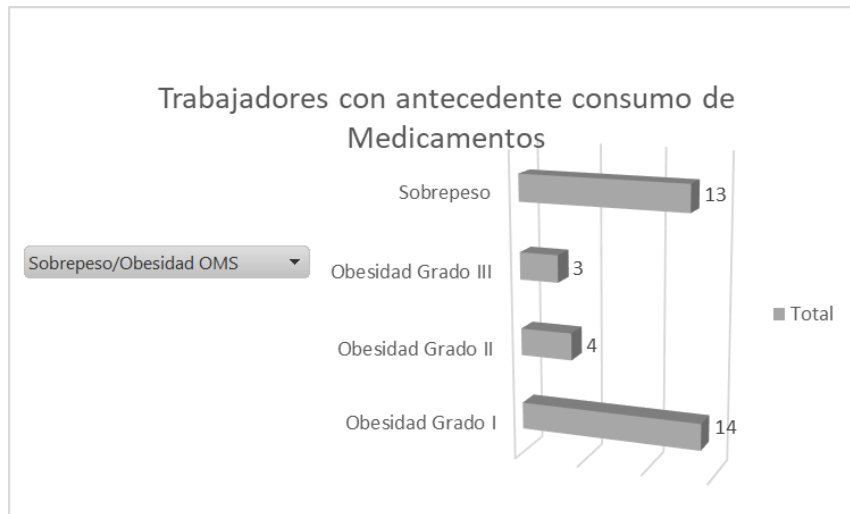 Trabajadores con antecedente consumo de
Medicamentos
Sobrepeso
13
Sobrepeso/Obesidad OMS
Obesidad Grado III
3
Total
Obesidad Grado II
4
Obesidad Grado I
14